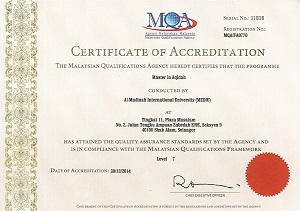 MQA
Agensi Kelayakan Malaysia
Malaysian Qualifications Agency
SERIAL NO.: 11018
REGISTRATION NO.:
MQA/FA0770
CERTIFICATE OF ACCREDITATION
THE MALAYSIAN QUALIFICATIONS AGENCY HEREBY CERTIFIES THAT THE PROGRAMME
Master in Aqidah
CONDUCTED BY
Al-Madinah International University (MEDIU)
AT
Tingkat 11, Plaza Masalam
No. 2, Jalan Tengku Ampuan Zabedah E9/E, Seksyen 9
40100 Shah Alam, Selangor
HAS ATTAINED THE QUALITY ASSURANCE STANDARDS SET BY THE AGENCY AND
IS IN COMPLIANCE WITH THE MALAYSIAN QUALIFICATIONS FRAMEWORK
Level 7
DATE OF ACCREDITATION: 30/12/2014
CHIEF EXECUTIVE OFFICER